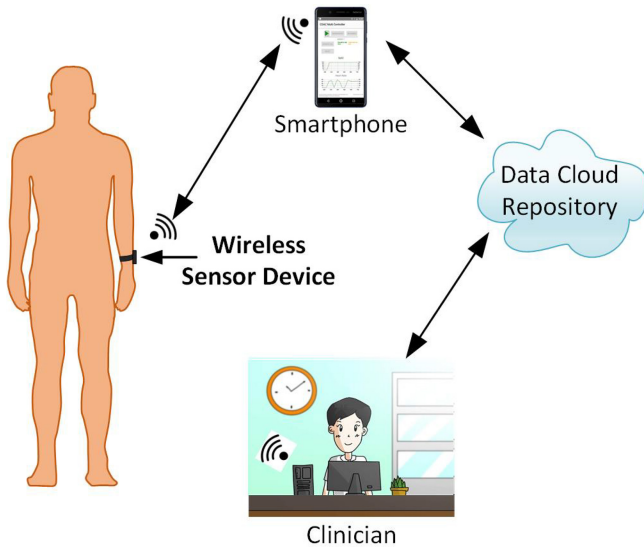 Smartphone
Data Cloud
Repository
Wireless
Sensor Device
Clinician